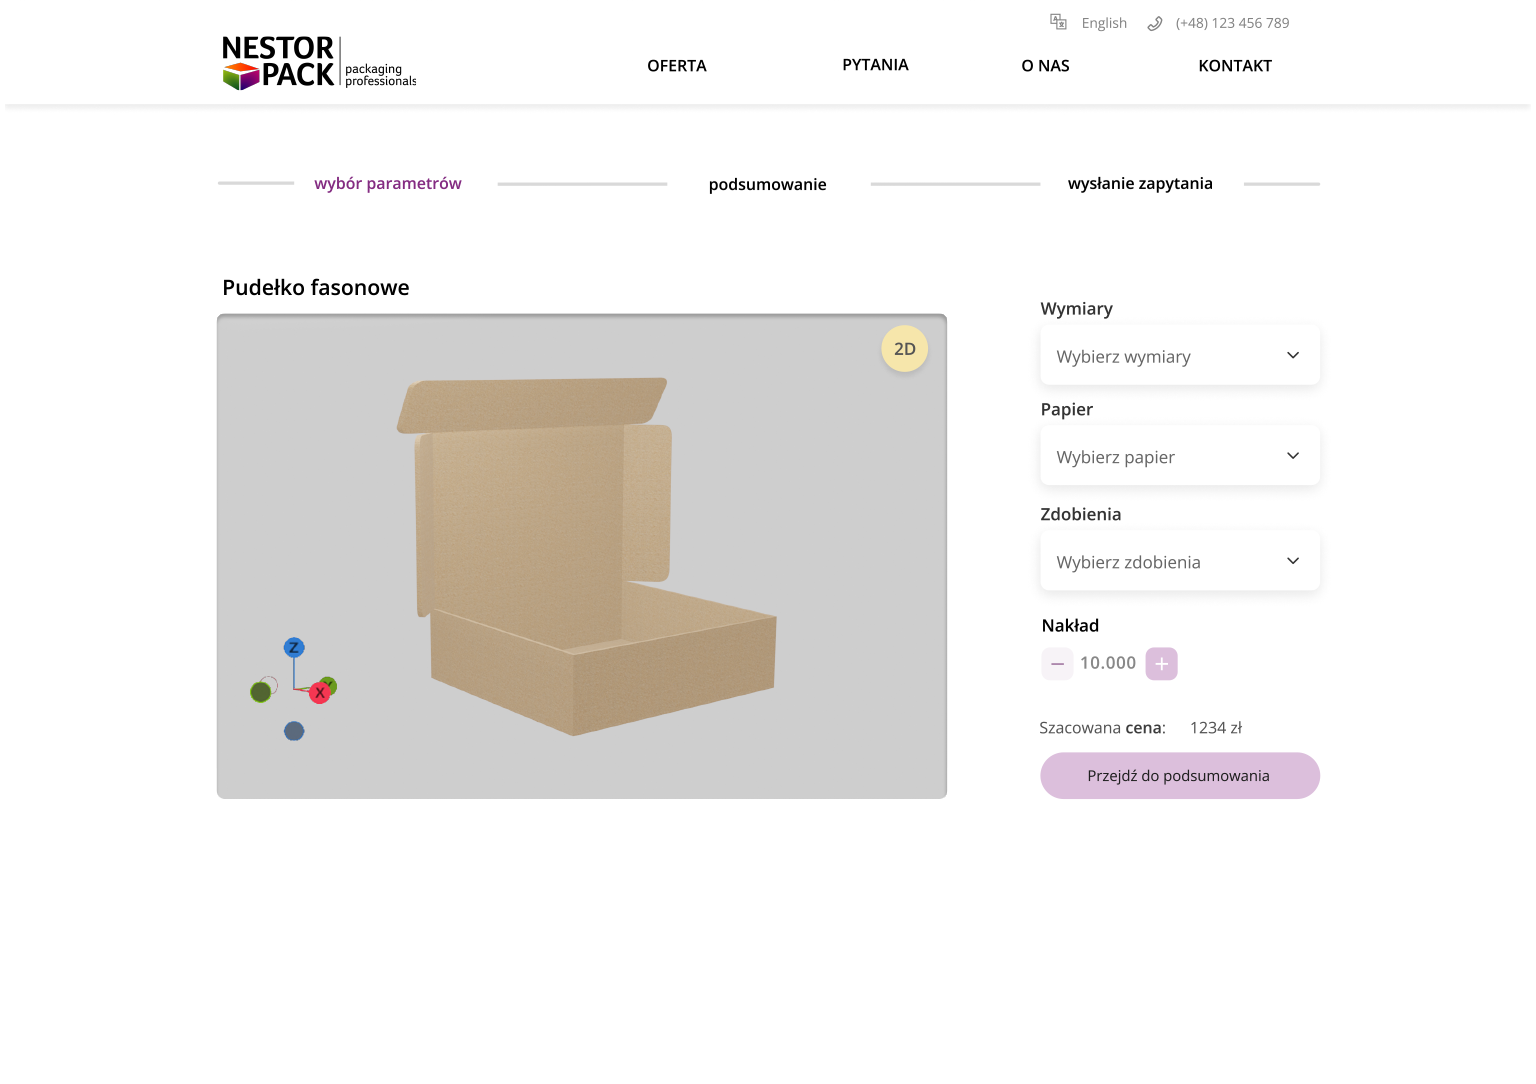 English (+48) 123 456 789
NESTOR
PACK packaging
professionals
OFERTA PYTANIA O NAS KONTAKT
wybór parametrów podsumowanie wysłanie zapytania
Pudełko fasonowe
2D
Z
Y
X
Wymiary
Wybierz wymiary
Papier
Wybierz papier
Zdobienia
Wybierz zdobienia
Nakład
− 10.000 +
Szacowana cena: 1234 zł
Przejdź do podsumowania